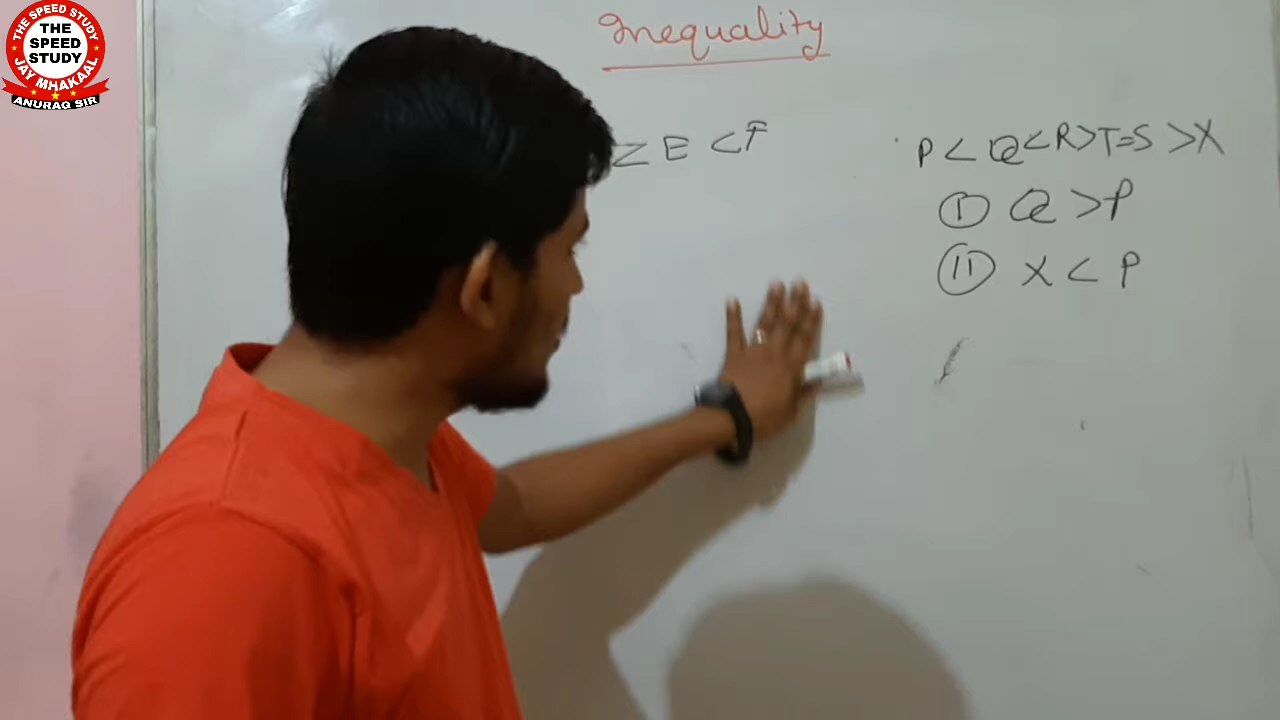 THE SPEED STUDY
THE
SPEED
STUDY
JAY MHAKAAL
ANURAG SIR
Inequality
E < F
P < Q < R > T = S > X
I Q > P
II X < P